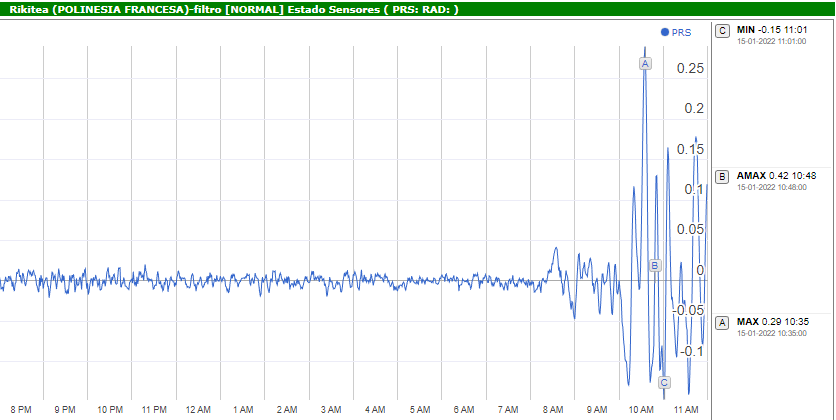 Rikitea (POLINESIA FRANCESA)-filtro [NORMAL] Estado Sensores ( PRS: RAD: )
PRS
A
B
C
0.25
0.2
0.15
0.1
0.05
0
-0.05
-0.1
8 PM 9 PM 10 PM 11 PM 12 AM 1 AM 2 AM 3 AM 4 AM 5 AM 6 AM 7 AM 8 AM 9 AM 10 AM 11 AM
C MIN -0.15 11:01
15-01-2022 11:01:00
B AMAX 0.42 10:48
15-01-2022 10:48:00
A MAX 0.29 10:35
15-01-2022 10:35:00